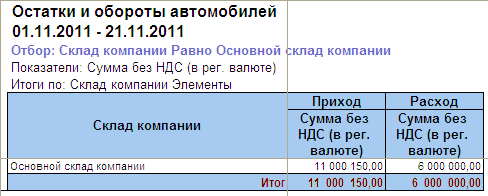 Остатки и обороты автомобилей
01.11.2011 - 21.11.2011
Отбор: Склад компании Равно Основной склад компании
Показатели: Сумма без НДС (в рег. валюте)
Итоги по: Склад компании Элементы
Склад компании Приход Расход
Сумма без НДС (в рег. валюте) Сумма без НДС (в рег. валюте)
Основной склад компании 11 000 150,00 6 000 000,00
Итог 11 000 150,00 6 000 000,00